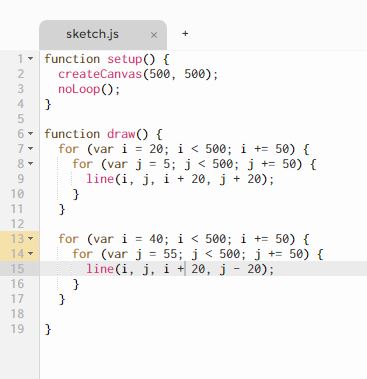 sketch.js × +
1 function setup() {
2 createCanvas(500, 500);
3 noLoop();
4 }
5
6 function draw() {
7 for (var i = 20; i < 500; i += 50) {
8 for (var j = 5; j < 500; j += 50) {
9 line(i, j, i + 20, j + 20);
10 }
11 }
12
13 for (var i = 40; i < 500; i += 50) {
14 for (var j = 55; j < 500; j += 50) {
15 line(i, j, i + 20, j - 20);
16 }
17 }
18
19 }